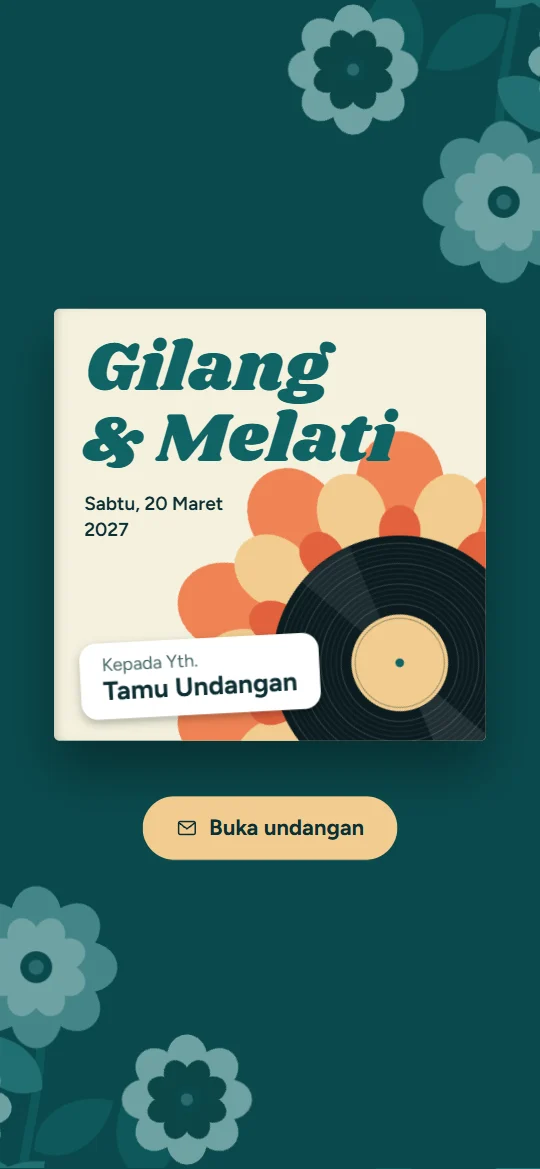 Gilang
& Melati
Sabtu, 20 Maret
2027
Kepada Yth.
Tamu Undangan
Buka undangan